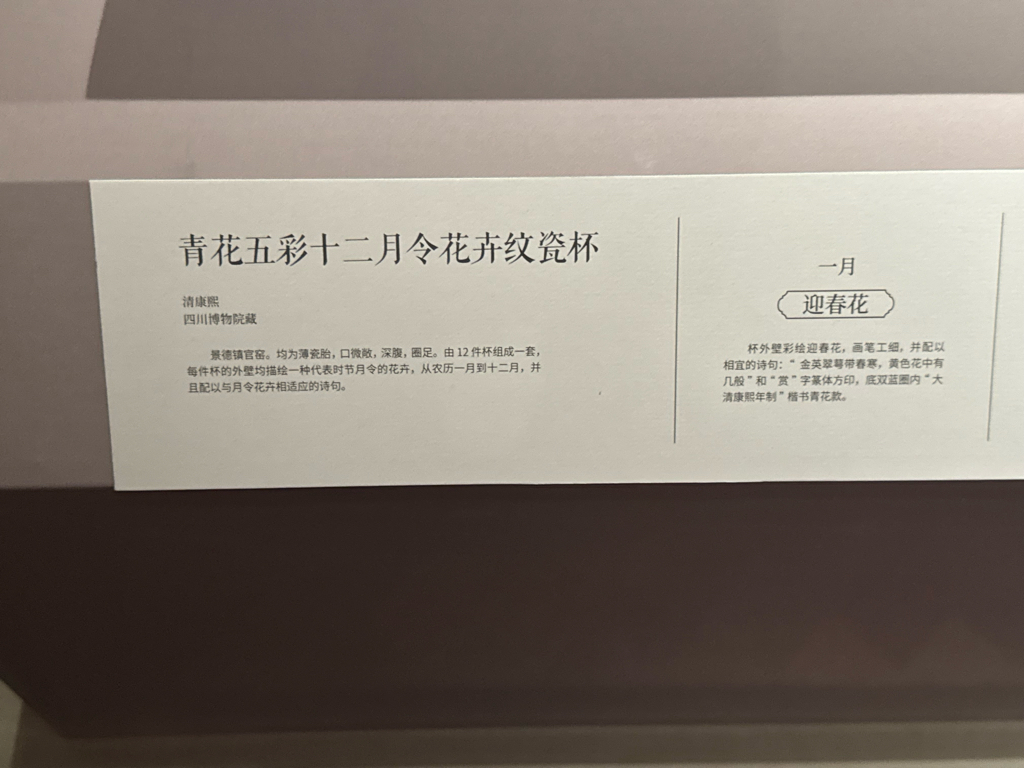 青花五彩十二月令花卉纹瓷杯
清康熙
四川博物院藏
景德镇官窑。均为薄瓷胎，口微敞，深腹，圈足。由 12 件杯组成一套，
每件杯的外壁均描绘一种代表时节月令的花卉，从农历一月到十二月，并
且配以与月令花卉相适应的诗句。
一月
迎春花
杯外壁彩绘迎春花，画笔工细，并配以
相宜的诗句：“金英翠萼带春寒，黄色花中有
几般”和“赏”字篆体方印，底双蓝圈内“大
清康熙年制”楷书青花款。